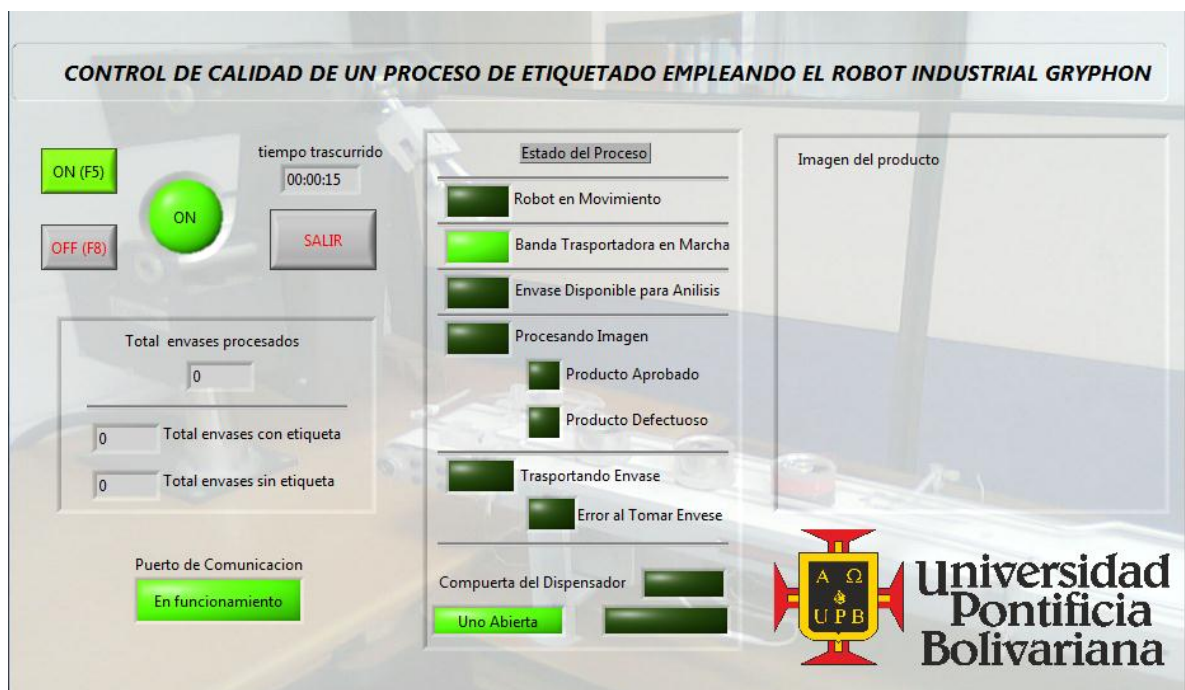 CONTROL DE CALIDAD DE UN PROCESO DE ETIQUETADO EMPLEANDO EL ROBOT INDUSTRIAL GRYPHON
ON (F5)
OFF (F8)
ON
tiempo trascurrido
00:00:15
SALIR
Total envases procesados
0
0 Total envases con etiqueta
0 Total envases sin etiqueta
Puerto de Comunicacion
En funcionamiento
Estado del Proceso
Robot en Movimiento
Banda Trasportadora en Marcha
Envase Disponible para Anilisis
Procesando Imagen
Producto Aprobado
Producto Defectuoso
Trasportando Envase
Error al Tomar Envese
Compuerta del Dispensador
Uno Abierta
Imagen del producto
A Ω
UPB
Universidad
Pontificia
Bolivariana